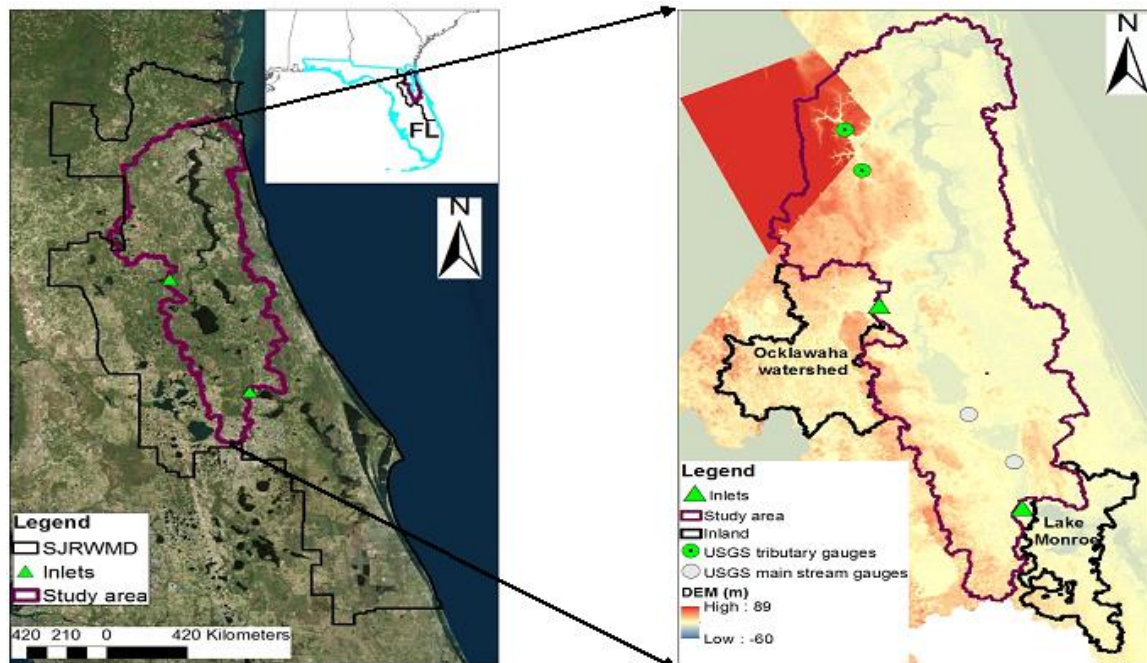 FL
N
Legend
SJRWMD
Inlets
Study area
420 210 0 420 Kilometers
N
Ocklawaha
watershed
Lake
Monroe
Legend
Inlets
Study area
Inland
USGS tributary gauges
USGS main stream gauges
DEM (m)
High : 89
Low : -60